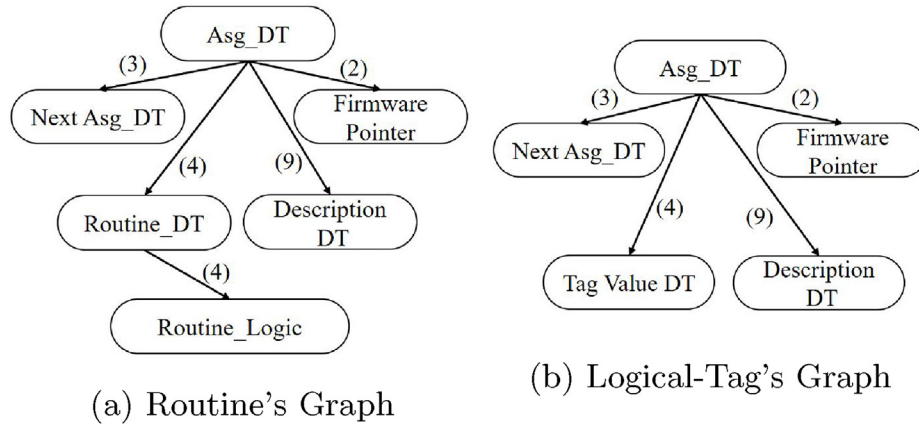 Asg_DT
(3)
(2)
Next Asg_DT
Firmware
Pointer
(4)
(9)
Routine_DT
Description
DT
(4)
Routine_Logic
(a) Routine's Graph
Asg_DT
(3)
(2)
Next Asg_DT
Firmware
Pointer
(4)
(9)
Tag Value DT
Description
DT
(b) Logical-Tag's Graph